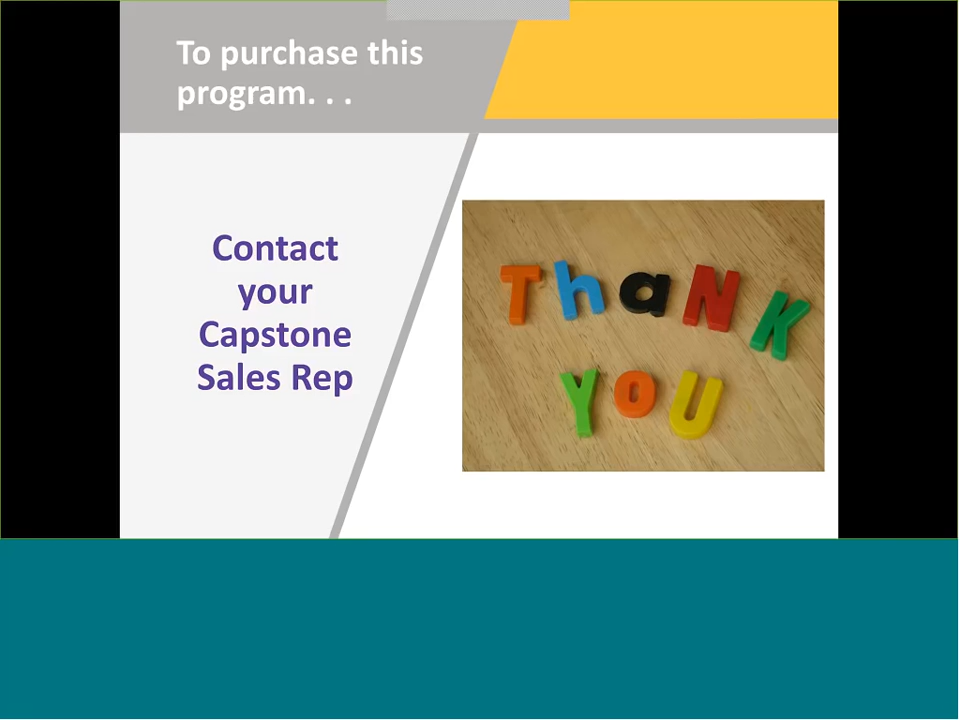 To purchase this
program. . .
Contact
your
Capstone
Sales Rep
ThaNK
YoU